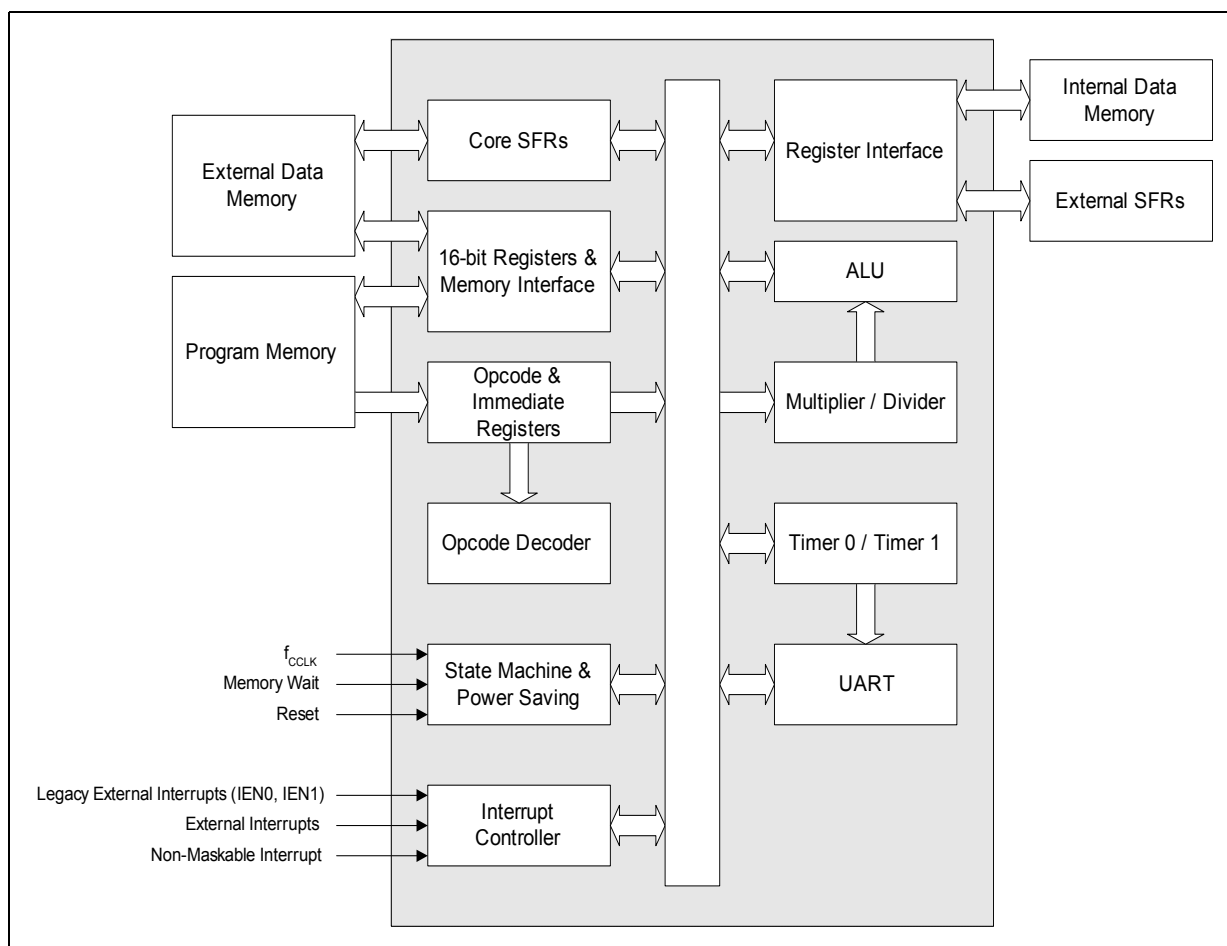 External Data
Memory
Program Memory
Core SFRs
16-bit Registers &
Memory Interface
Opcode &
Immediate
Registers
Opcode Decoder
State Machine &
Power Saving
Interrupt
Controller
Register Interface
ALU
Multiplier / Divider
Timer 0 / Timer 1
UART
Internal Data
Memory
External SFRs
fCCLK
Memory Wait
Reset
Legacy External Interrupts (IEN0, IEN1)
External Interrupts
Non-Maskable Interrupt